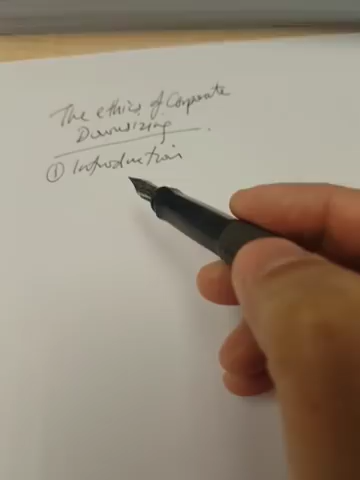 The ethics of Corporate
Downsizing.
① Introduction